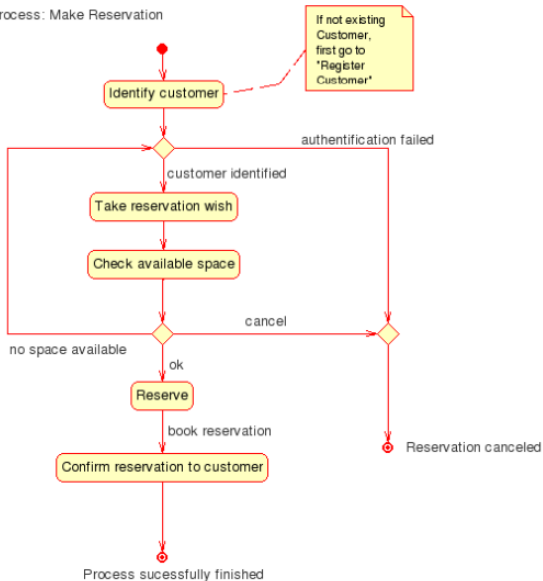 rocess: Make Reservation
If not existing
Customer,
first go to
"Register
Customer"
Identify customer
authentification failed
customer identified
Take reservation wish
Check available space
cancel
no space available
ok
Reserve
book reservation
Reservation canceled
Confirm reservation to customer
Process sucessfully finished